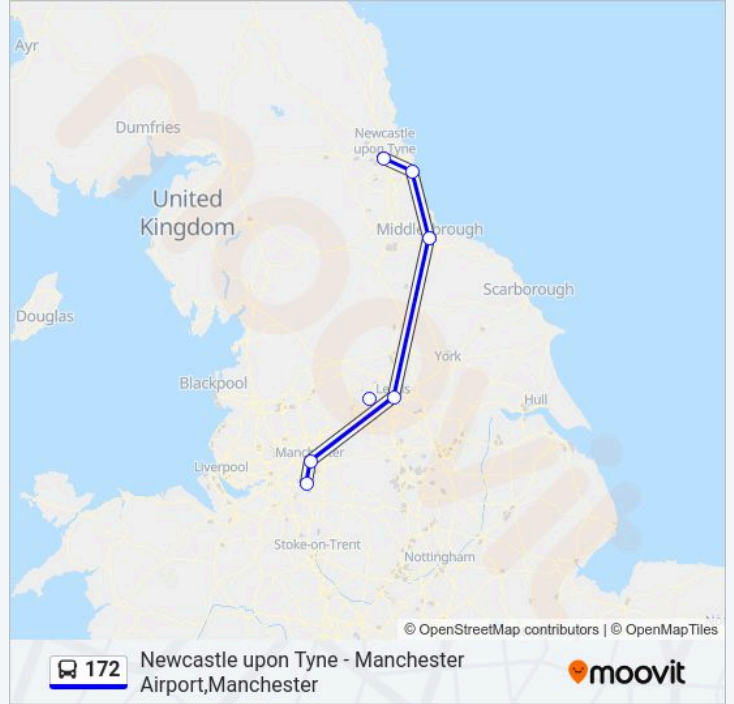 Ayr
Dumfries
Newcastle
upon Tyne
United
Kingdom
Middlesbrough
Scarborough
Douglas
York
Blackpool
Leeds
Hull
Manchester
Liverpool
Stoke-on-Trent
Nottingham
moovit
© OpenStreetMap contributors | © OpenMapTiles
172
Newcastle upon Tyne - Manchester
Airport,Manchester
moovit